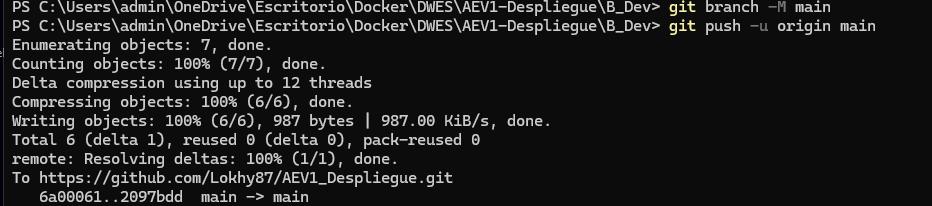 PS C:\Users\admin\OneDrive\Escritorio\Docker\DWES\AEV1-Despliegue\B_Dev> git branch -M main
PS C:\Users\admin\OneDrive\Escritorio\Docker\DWES\AEV1-Despliegue\B_Dev> git push -u origin main
Enumerating objects: 7, done.
Counting objects: 100% (7/7), done.
Delta compression using up to 12 threads
Compressing objects: 100% (6/6), done.
Writing objects: 100% (6/6), 987 bytes | 987.00 KiB/s, done.
Total 6 (delta 1), reused 0 (delta 0), pack-reused 0
remote: Resolving deltas: 100% (1/1), done.
To https://github.com/Lokhy87/AEV1_Despliegue.git
   6a00061..2097bdd  main -> main